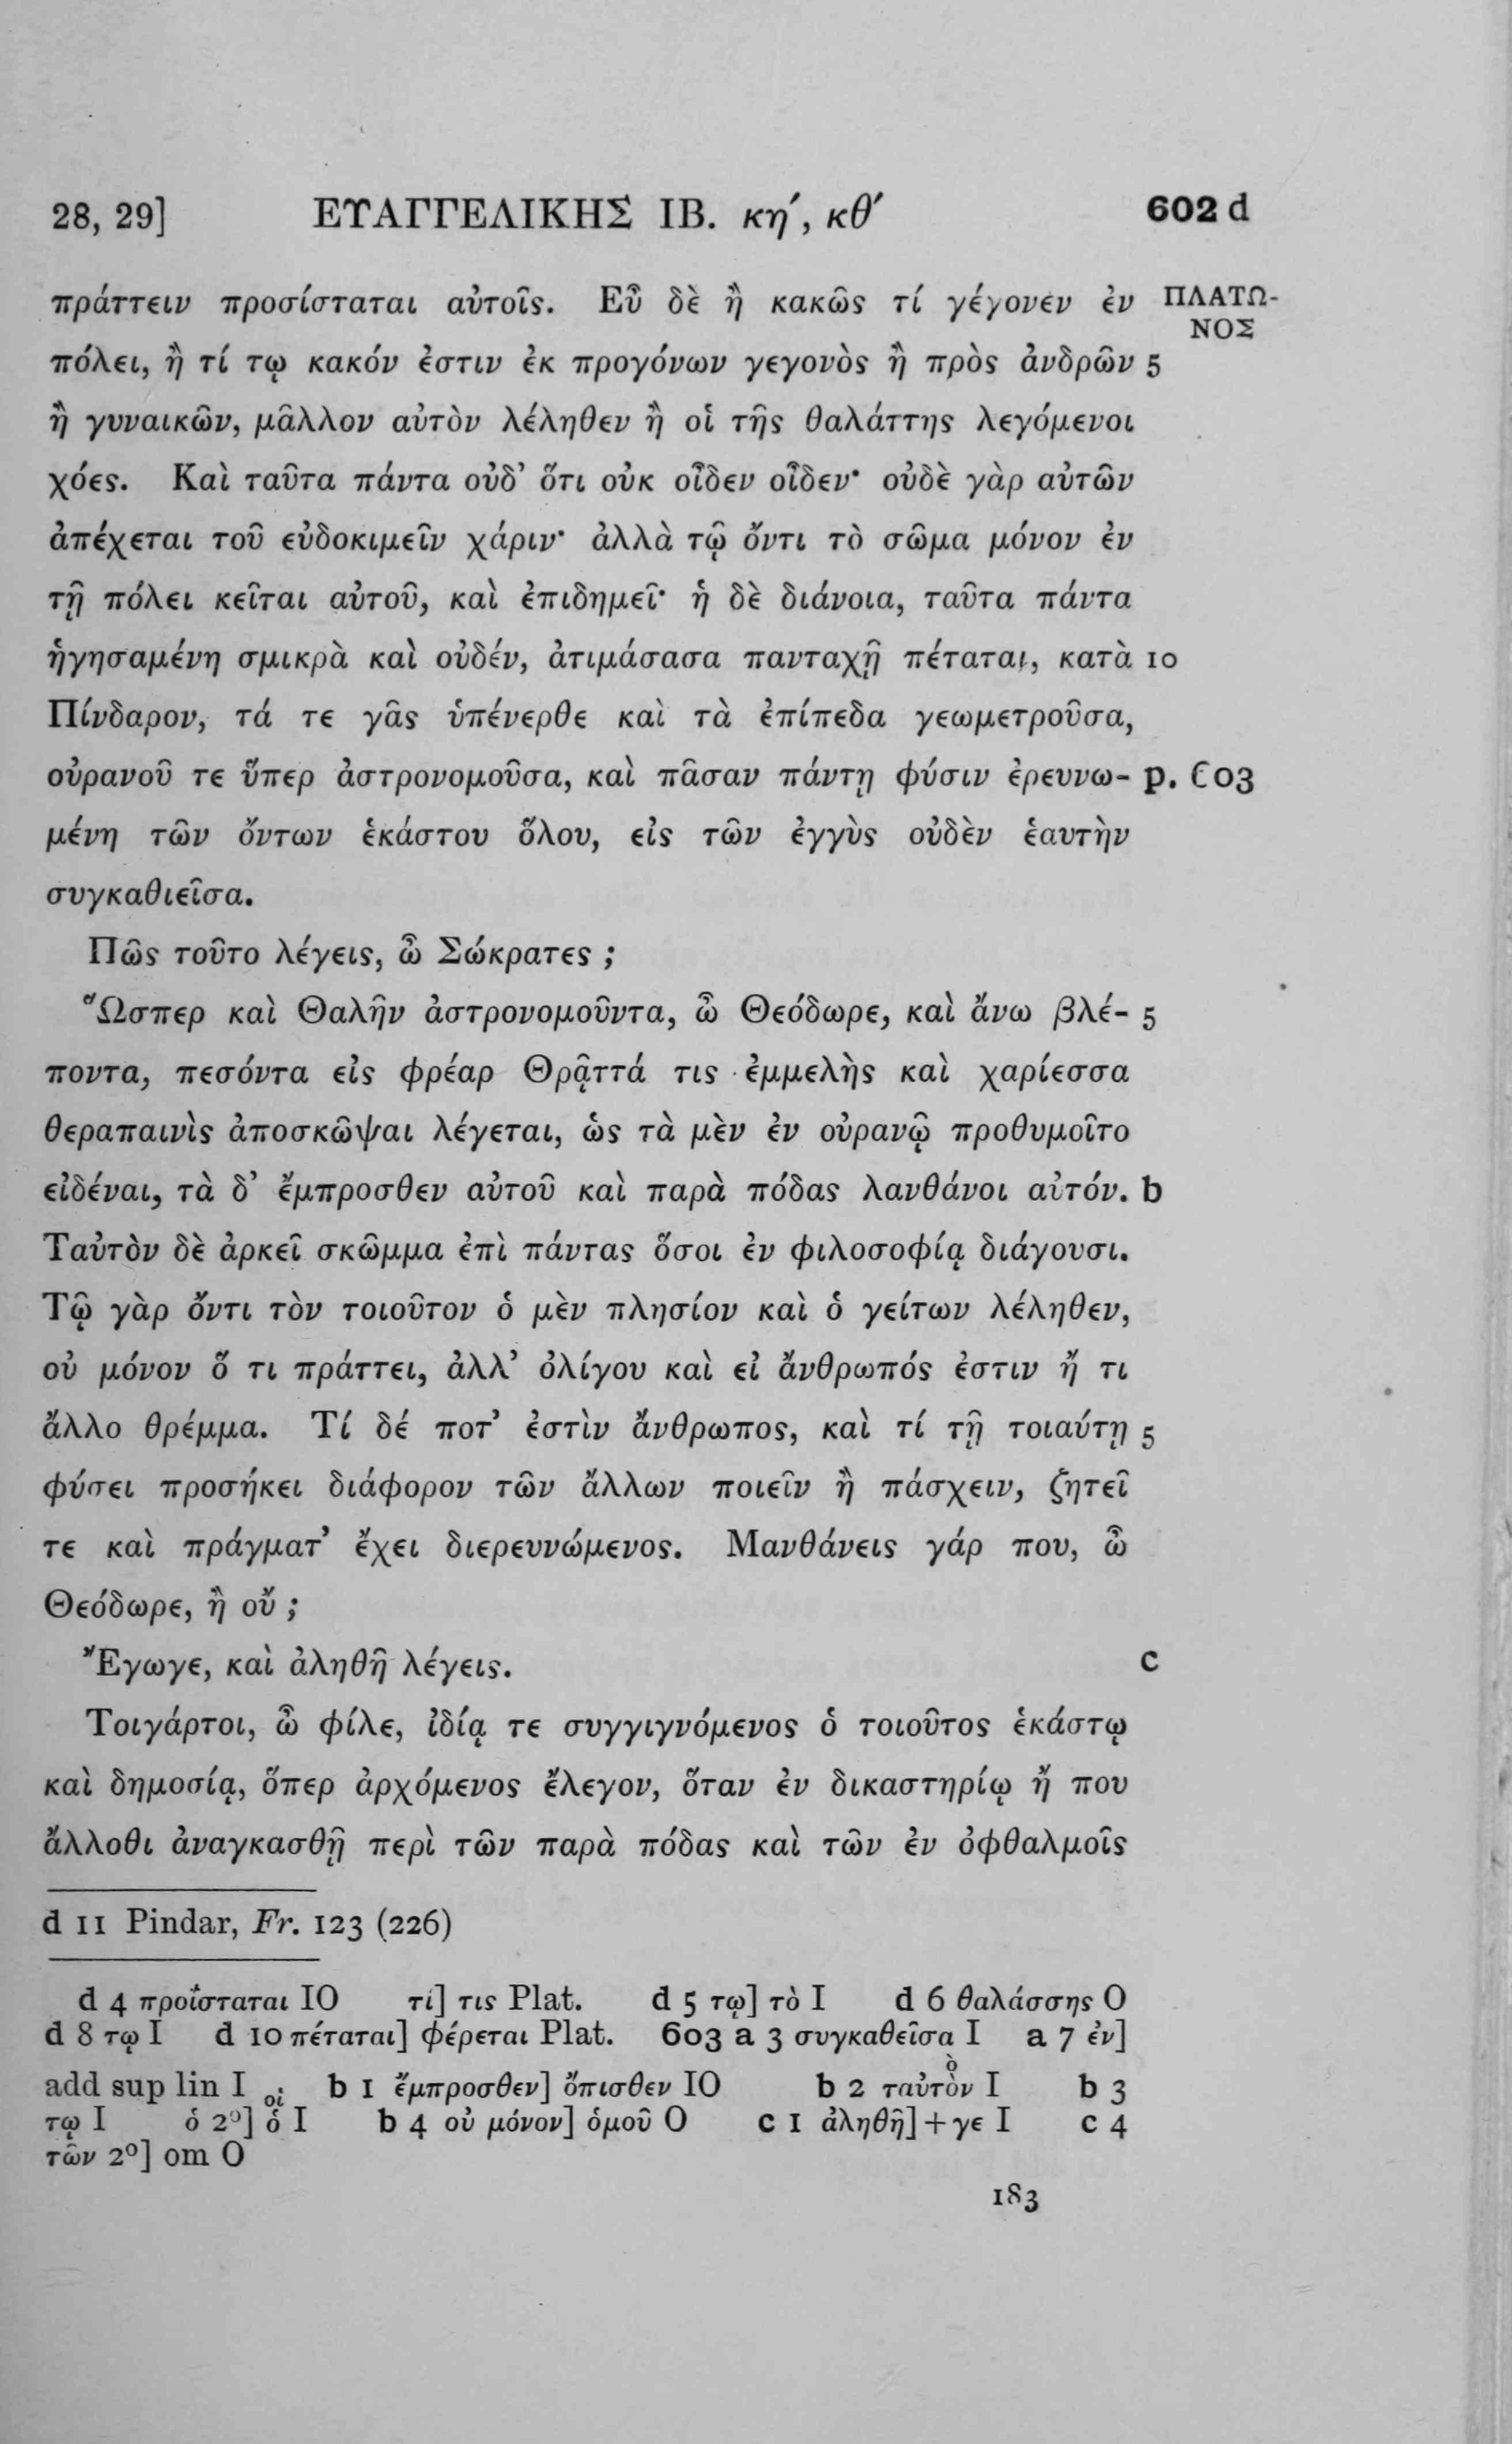 28, 29] ΕΥΑΓΓΕΛΙΚΗΣ ΙΒ. κη´, κθ´ 602 d
πράττειν προσίσταται αὐτοῖς. Εὖ δὲ ἢ κακῶς τί γέγονεν ἐν ΠΛΑΤΩ-
ΝΟΣ
πόλει, ἢ τί τῳ κακόν ἐστιν ἐκ προγόνων γεγονὸς ἢ πρὸς ἀνδρῶν 5
ἢ γυναικῶν, μᾶλλον αὐτὸν λέληθεν ἢ οἱ τῆς θαλάττης λεγόμενοι
χόες. Καὶ ταῦτα πάντα οὐδ’ ὅτι οὐκ οἶδεν οἶδεν· οὐδὲ γὰρ αὐτῶν
ἀπέχεται τοῦ εὐδοκιμεῖν χάριν· ἀλλὰ τῷ ὄντι τὸ σῶμα μόνον ἐν
τῇ πόλει κεῖται αὐτοῦ, καὶ ἐπιδημεῖ· ἡ δὲ διάνοια, ταῦτα πάντα
ἡγησαμένη σμικρὰ καὶ οὐδέν, ἀτιμάσασα πανταχῇ πέταται, κατὰ 10
Πίνδαρον, τά τε γᾶς ὑπένερθε καὶ τὰ ἐπίπεδα γεωμετροῦσα,
οὐρανοῦ τε ὕπερ ἀστρονομοῦσα, καὶ πᾶσαν πάντῃ φύσιν ἐρευνω- p. 603
μένη τῶν ὄντων ἑκάστου ὅλου, εἰς τῶν ἐγγὺς οὐδὲν ἑαυτὴν
συγκαθιεῖσα.
Πῶς τοῦτο λέγεις, ὦ Σώκρατες ;
Ὥσπερ καὶ Θαλῆν ἀστρονομοῦντα, ὦ Θεόδωρε, καὶ ἄνω βλέ- 5
ποντα, πεσόντα εἰς φρέαρ Θρᾷττά τις ἐμμελὴς καὶ χαρίεσσα
θεραπαινὶς ἀποσκῶψαι λέγεται, ὡς τὰ μὲν ἐν οὐρανῷ προθυμοῖτο
εἰδέναι, τὰ δ’ ἔμπροσθεν αὐτοῦ καὶ παρὰ πόδας λανθάνοι αὐτόν. b
Ταὐτὸν δὲ ἀρκεῖ σκῶμμα ἐπὶ πάντας ὅσοι ἐν φιλοσοφίᾳ διάγουσι.
Τῷ γὰρ ὄντι τὸν τοιοῦτον ὁ μὲν πλησίον καὶ ὁ γείτων λέληθεν,
οὐ μόνον ὅ τι πράττει, ἀλλ’ ὀλίγου καὶ εἰ ἄνθρωπός ἐστιν ἤ τι
ἄλλο θρέμμα. Τί δέ ποτ’ ἐστὶν ἄνθρωπος, καὶ τί τῇ τοιαύτῃ 5
φύσει προσήκει διάφορον τῶν ἄλλων ποιεῖν ἢ πάσχειν, ζητεῖ
τε καὶ πράγματ’ ἔχει διερευνώμενος. Μανθάνεις γάρ που, ὦ
Θεόδωρε, ἢ οὔ ;
Ἔγωγε, καὶ ἀληθῆ λέγεις. c
Τοιγάρτοι, ὦ φίλε, ἰδίᾳ τε συγγιγνόμενος ὁ τοιοῦτος ἑκάστῳ
καὶ δημοσίᾳ, ὅπερ ἀρχόμενος ἔλεγον, ὅταν ἐν δικαστηρίῳ ἤ που
ἄλλοθι ἀναγκασθῇ περὶ τῶν παρὰ πόδας καὶ τῶν ἐν ὀφθαλμοῖς
d 11 Pindar, Fr. 123 (226)
d 4 προΐσταται IO τί] τις Plat. d 5 τῳ] τὸ I d 6 θαλάσσης O
d 8 τῳ I d 10 πέταται] φέρεται Plat. 603 a 3 συγκαθεῖσα I a 7 ἐν]
add sup lin I b 1 ἔμπροσθεν] ὄπισθεν IO b 2 ταὐτὸν I b 3
τῳ I ὁ 2⁰] ὁ I b 4 οὐ μόνον] ὁμοῦ O c 1 ἀληθῆ]+γε I c 4
τῶν 2⁰] om O
183